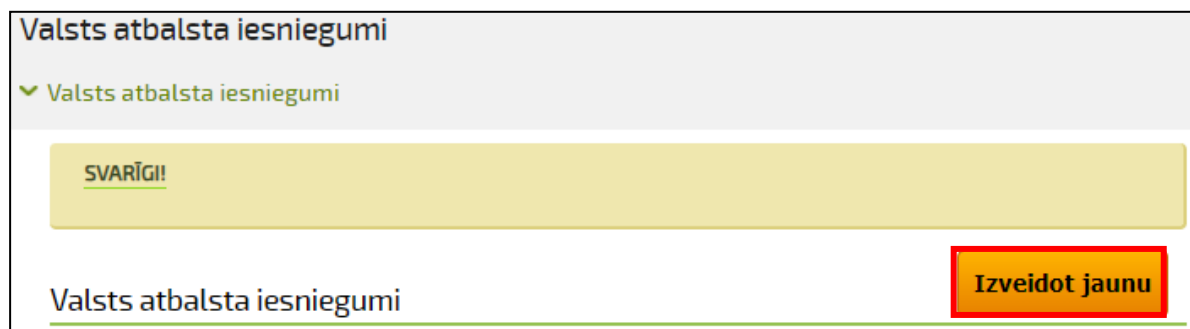 Valsts atbalsta iesniegumi
Valsts atbalsta iesniegumi
SVARĪGI!
Izveidot jaunu
Valsts atbalsta iesniegumi